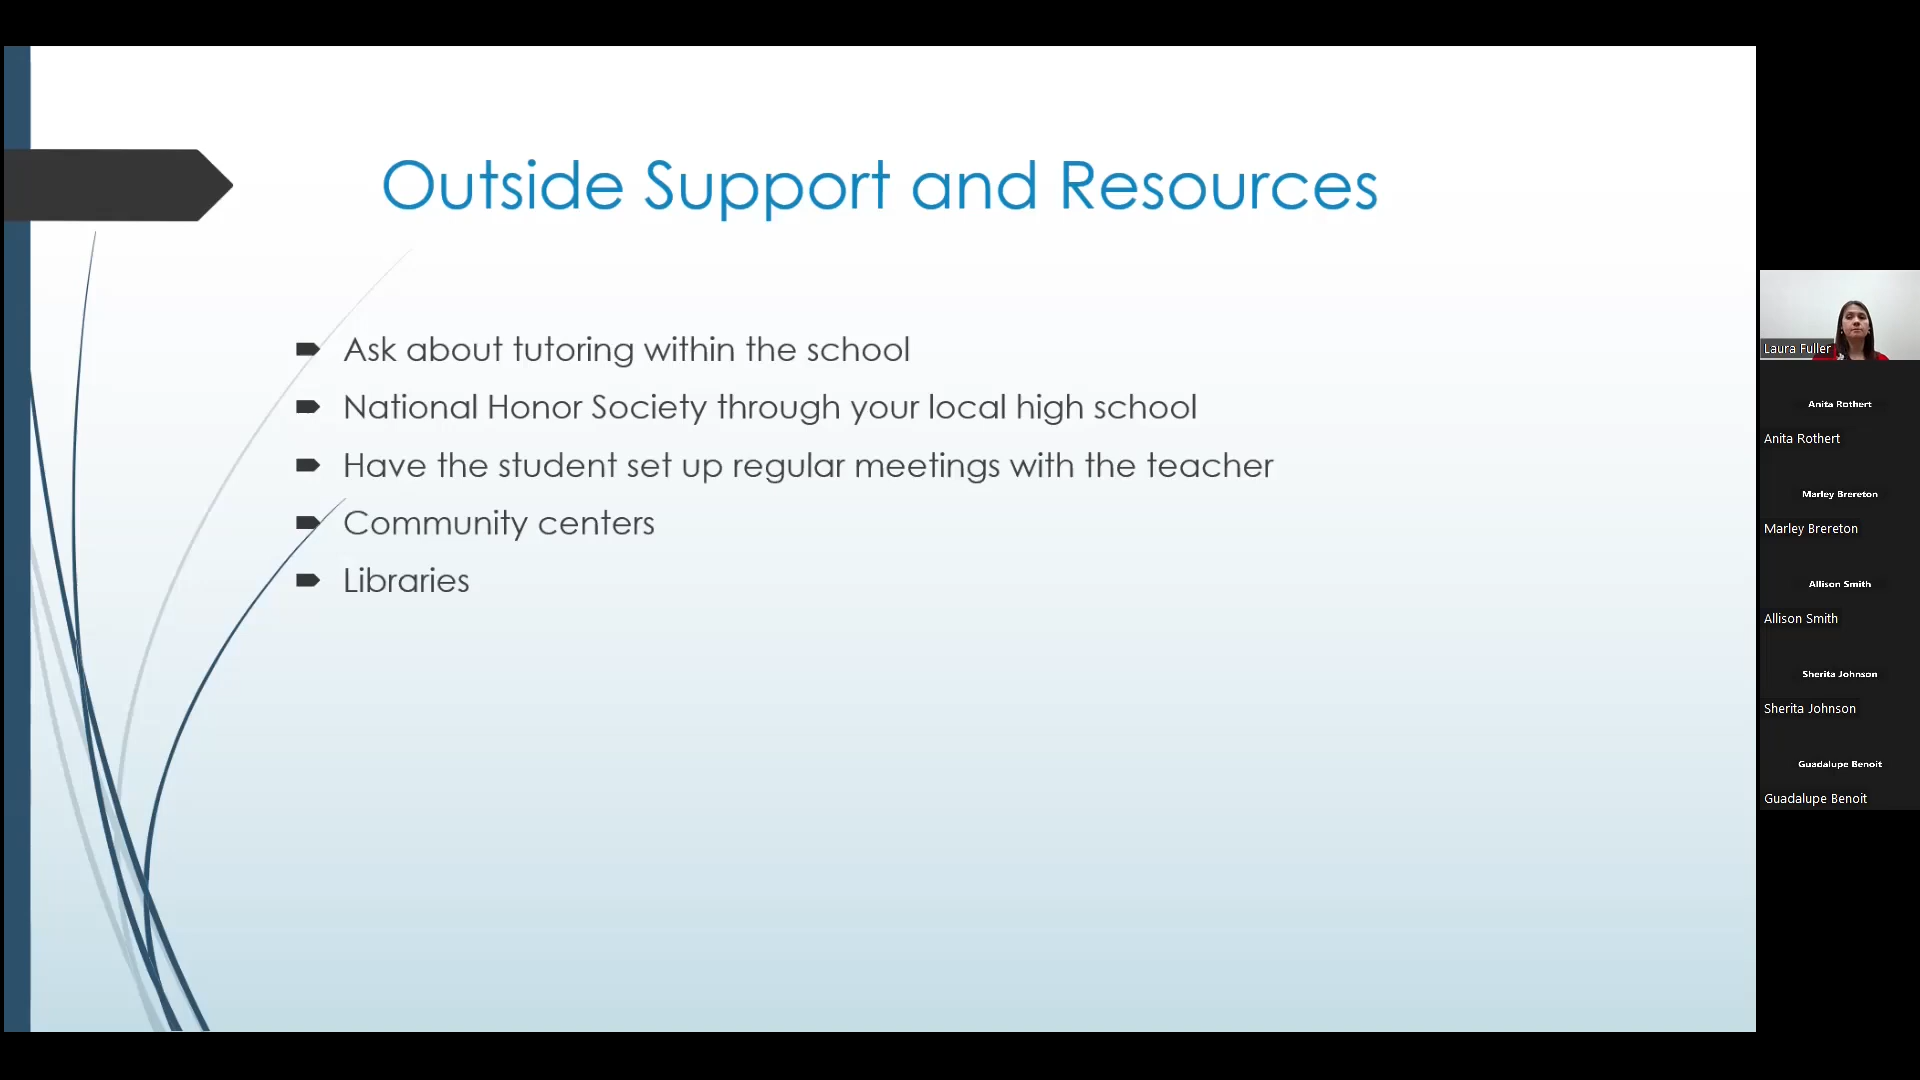 Outside Support and Resources
Ask about tutoring within the school
National Honor Society through your local high school
Have the student set up regular meetings with the teacher
Community centers
Libraries
Laura Fuller
Anita Rothert
Anita Rothert
Marley Brereton
Marley Brereton
Allison Smith
Allison Smith
Sherita Johnson
Sherita Johnson
Guadalupe Benoit
Guadalupe Benoit